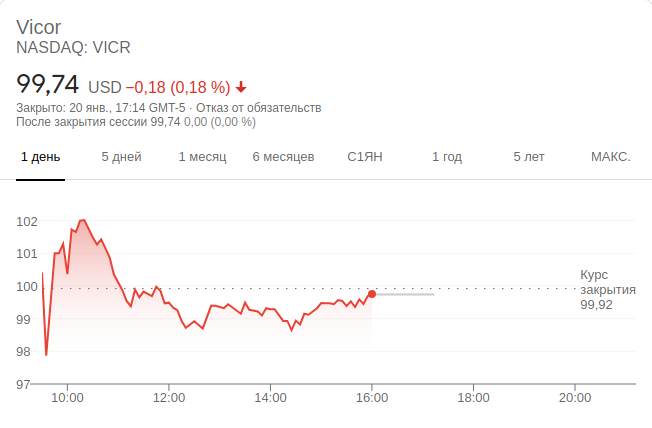 Vicor
NASDAQ: VICR
99,74 USD −0,18 (0,18 %)
Закрыто: 20 янв., 17:14 GMT-5 · Отказ от обязательств
После закрытия сессии 99,74 0,00 (0,00 %)
1 день 5 дней 1 месяц 6 месяцев С1ЯН 1 год 5 лет МАКС.
102
101
100
99
98
97
Курс
закрытия
99,92
10:00 12:00 14:00 16:00 18:00 20:00